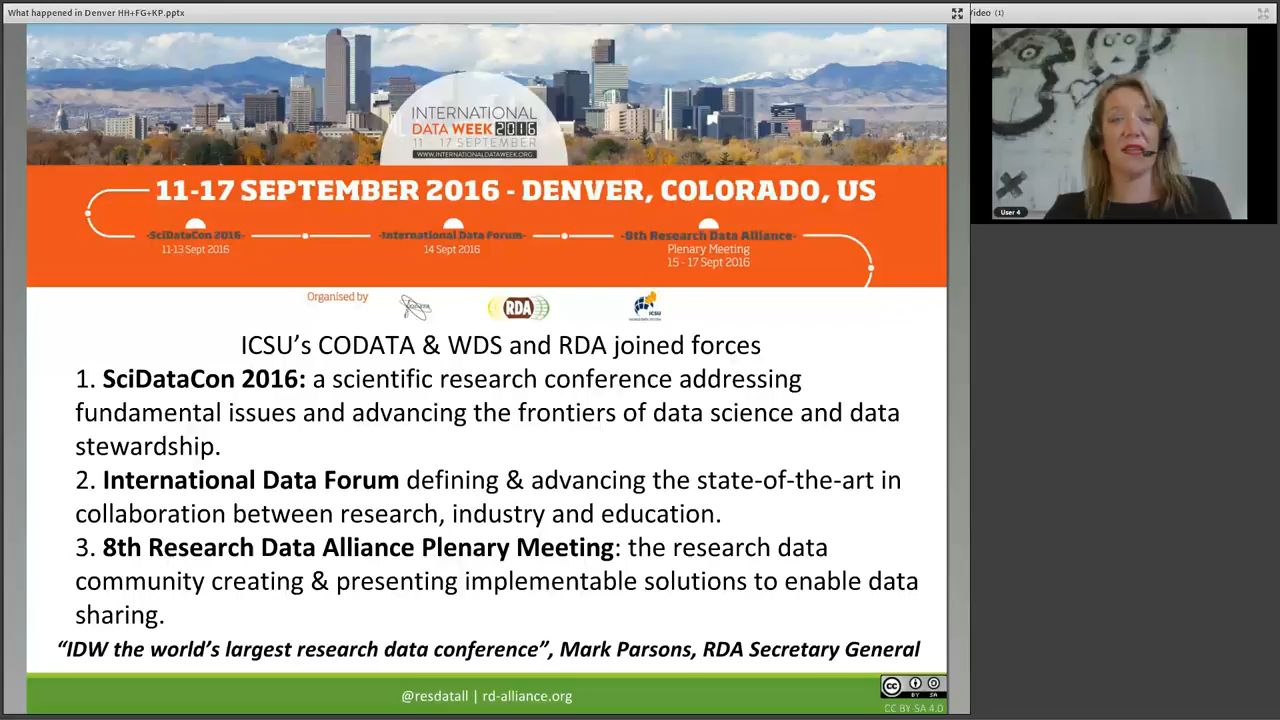 What happened in Denver HH+FG+KP.pptx
Video (1)
INTERNATIONAL
DATA WEEK 2016
11 17 SEPTEMBER
WWW.INTERNATIONALDATAWEEK.ORG
11-17 SEPTEMBER 2016 - DENVER, COLORADO, US
-SciDataCon 2016-
11-13 Sept 2016
-International Data Forum-
14 Sept 2016
-8th Research Data Alliance-
Plenary Meeting
15 - 17 Sept 2016
Organised by
RDA
ICSU
ICSU’s CODATA & WDS and RDA joined forces
1. SciDataCon 2016: a scientific research conference addressing
fundamental issues and advancing the frontiers of data science and data
stewardship.
2. International Data Forum defining & advancing the state-of-the-art in
collaboration between research, industry and education.
3. 8th Research Data Alliance Plenary Meeting: the research data
community creating & presenting implementable solutions to enable data
sharing.
“IDW the world’s largest research data conference”, Mark Parsons, RDA Secretary General
@resdatall | rd-alliance.org
cc BY SA
CC BY-SA 4.0
User 4